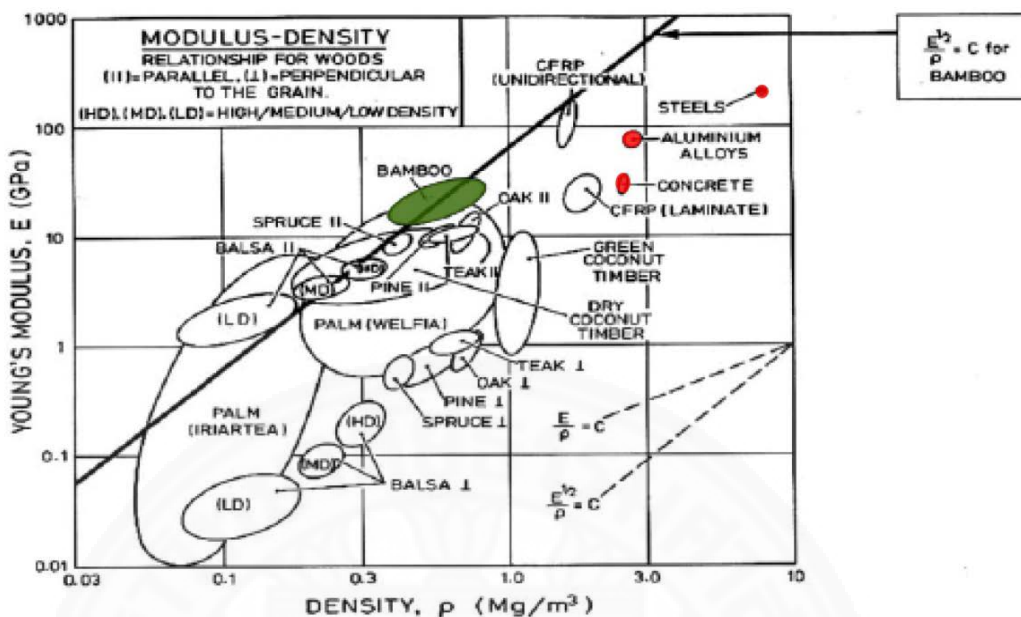 MODULUS-DENSITY
RELATIONSHIP FOR WOODS
(II)=PARALLEL, (⊥)=PERPENDICULAR
TO THE GRAIN.
(HD),(MD),(LD)=HIGH/MEDIUM/LOW DENSITY
CFRP
(UNIDIRECTIONAL)
E^1/2/ρ = C for
BAMBOO
STEELS
ALUMINIUM
ALLOYS
CONCRETE
CFRP (LAMINATE)
BAMBOO
OAK II
SPRUCE II
BALSA II
TEAK II
PINE II
(HD)
(MD)
(LD)
GREEN
COCONUT
TIMBER
DRY
COCONUT
TIMBER
PALM (WELFIA)
TEAK ⊥
OAK ⊥
PINE ⊥
SPRUCE ⊥
PALM
(IRIARTEA)
(HD)
(MD)
(LD)
BALSA ⊥
E/ρ = C
E^1/2/ρ = C
YOUNG'S MODULUS, E (GPa)
1000
100
10
1
0.1
0.01
0.03
0.1
0.3
1.0
3.0
10
DENSITY, ρ (Mg/m³)